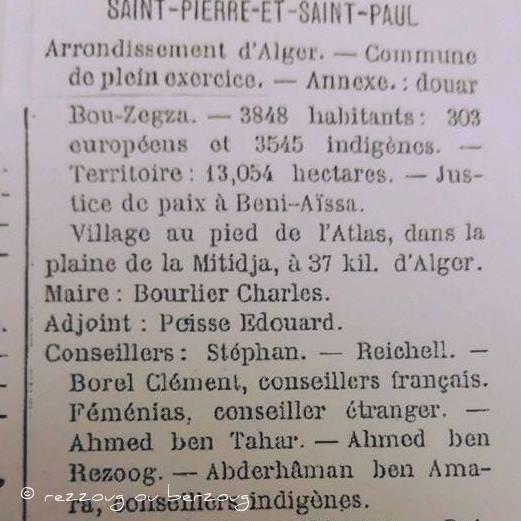 SAINT-PIERRE-ET-SAINT-PAUL
Arrondissement d'Alger. — Commune
de plein exercice. — Annexe. : douar
Bou-Zegza. — 3848 habitants : 303
européens et 3545 indigènes. —
Territoire : 13,054 hectares. — Jus-
tice de paix à Beni-Aïssa.
Village au pied de l'Atlas, dans la
plaine de la Mitidja, à 37 kil. d'Alger.
Maire : Bourlier Charles.
Adjoint : Poisse Edouard.
Conseillers : Stéphan. — Reichell. —
Borel Clément, conseillers français.
Féménias, conseiller étranger. —
Ahmed ben Tahar. — Ahmed ben
Rezoog. — Abderhâman ben Ama-
ra, conseillers indigènes.
© rezzoug ou berzoug